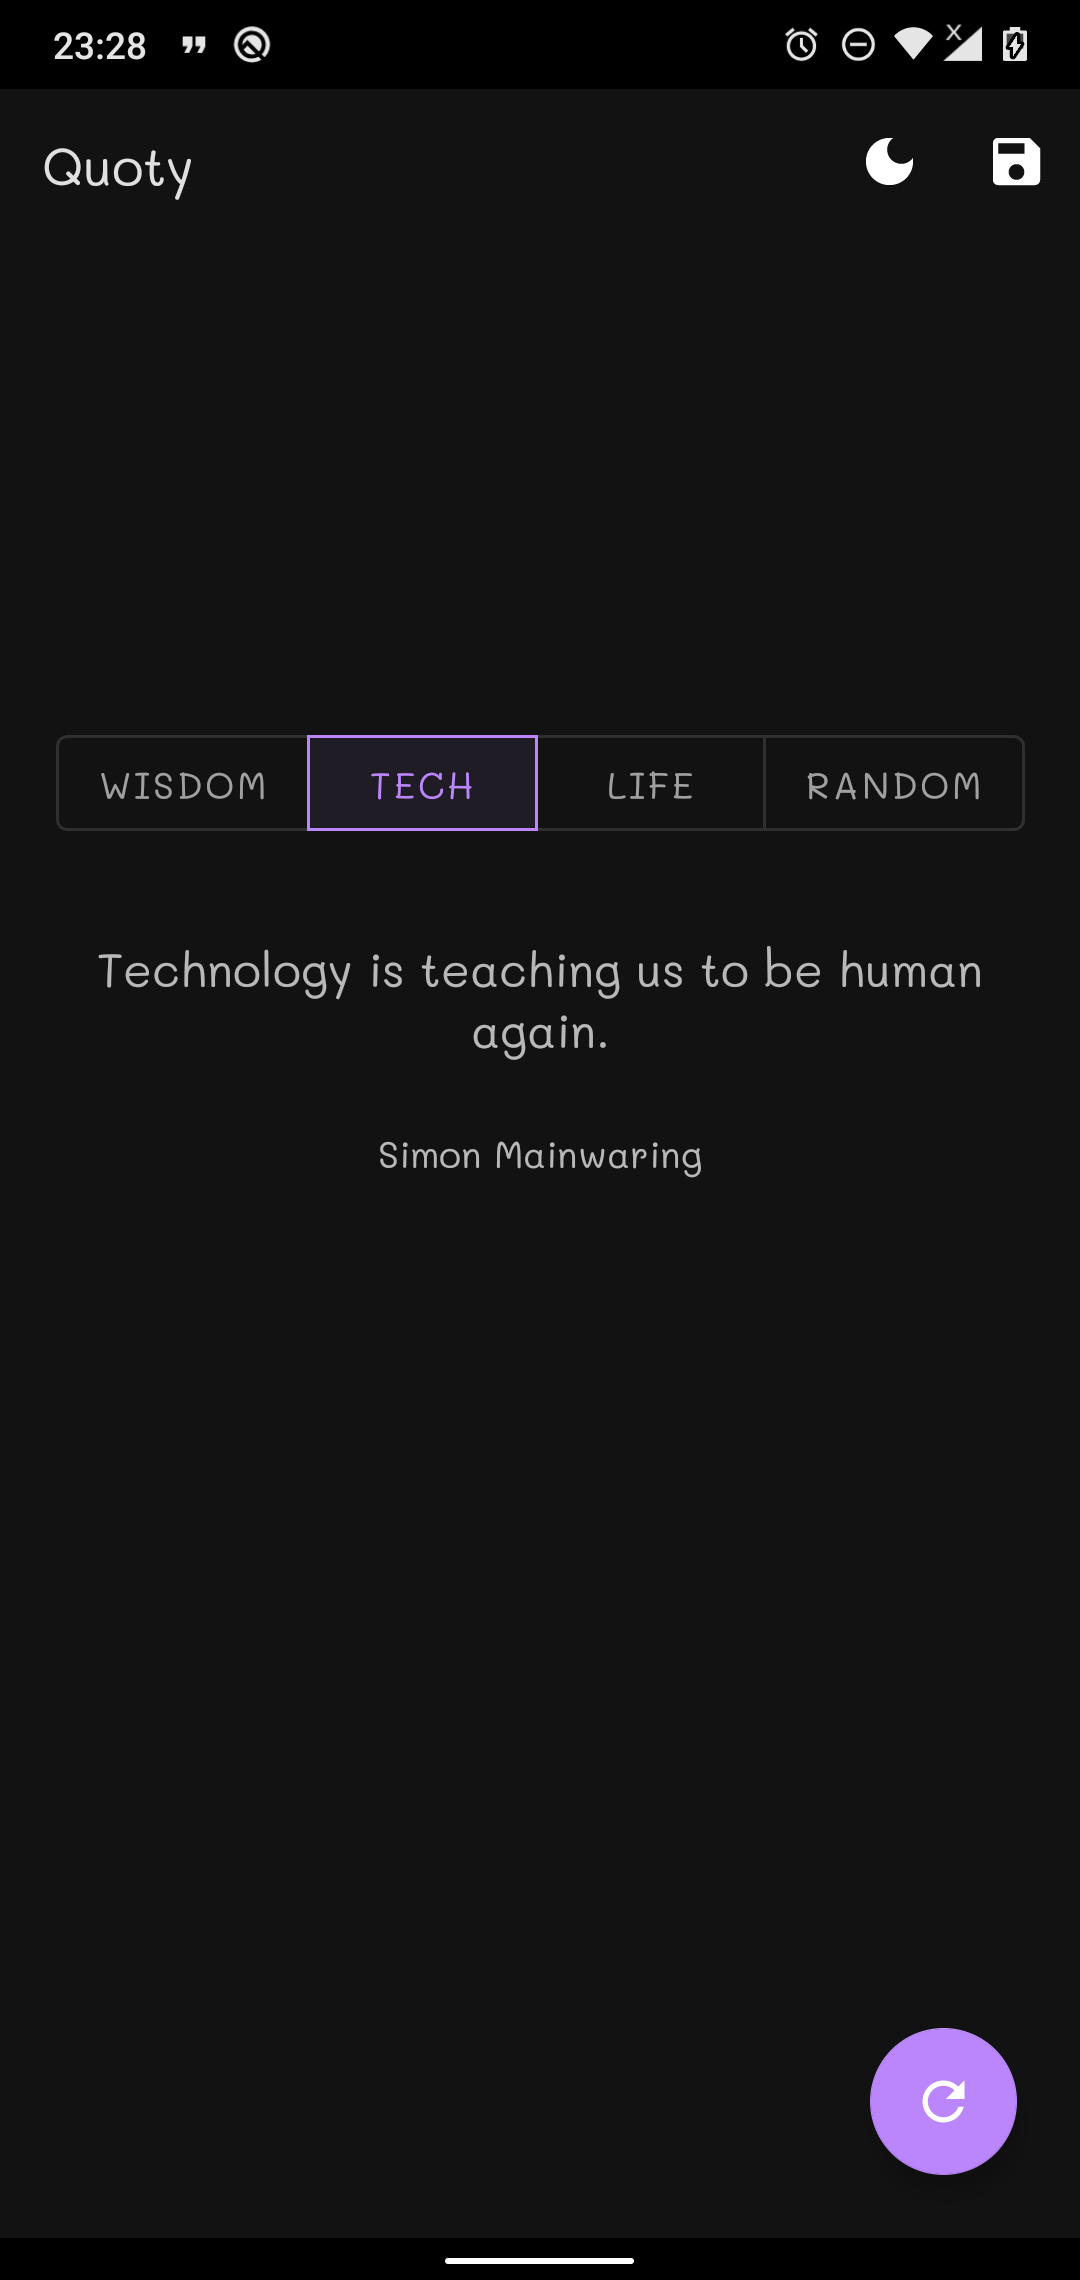 23:28
Quoty
WISDOM TECH LIFE RANDOM
Technology is teaching us to be human
again.
Simon Mainwaring